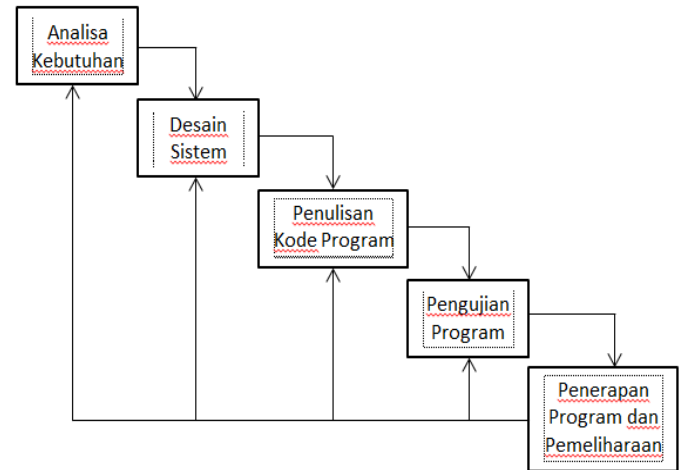 Analisa
Kebutuhan
Desain
Sistem
Penulisan
Kode Program
Pengujian
Program
Penerapan
Program dan
Pemeliharaan